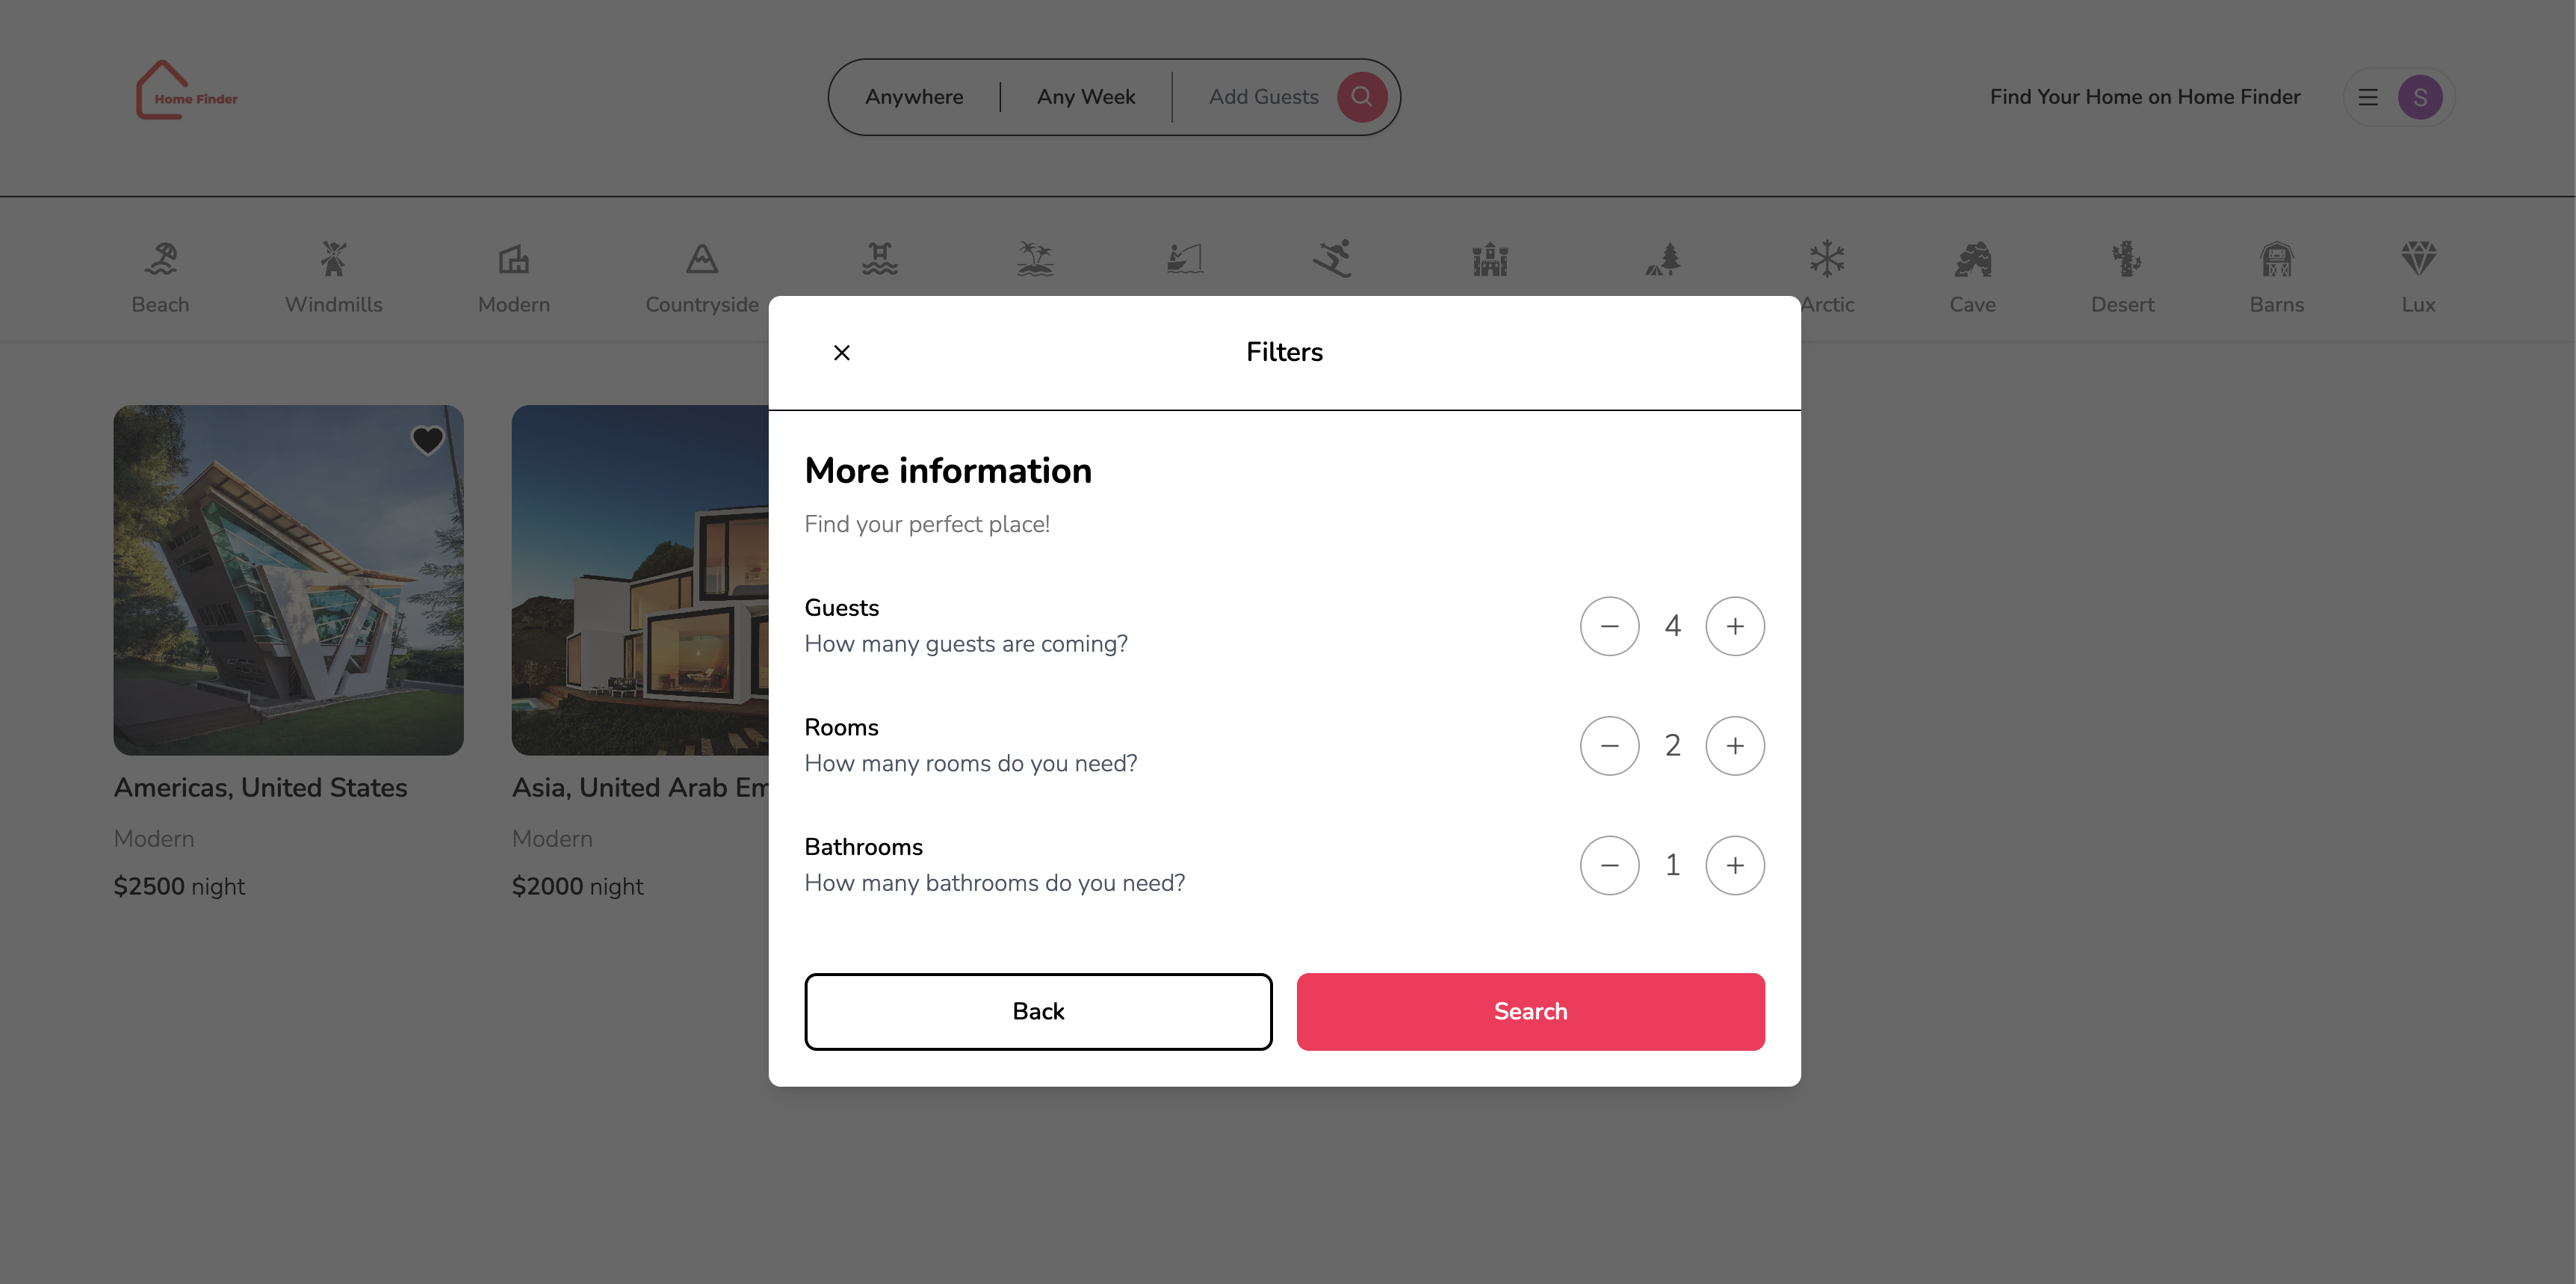 Home Finder
Anywhere
Any Week
Add Guests
Find Your Home on Home Finder
S
Beach
Windmills
Modern
Countryside
Arctic
Cave
Desert
Barns
Lux
Filters
More information
Find your perfect place!
Guests
How many guests are coming?
4
Rooms
How many rooms do you need?
2
Bathrooms
How many bathrooms do you need?
1
Back
Search
Americas, United States
Modern
$2500 night
Asia, United Arab Em
Modern
$2000 night